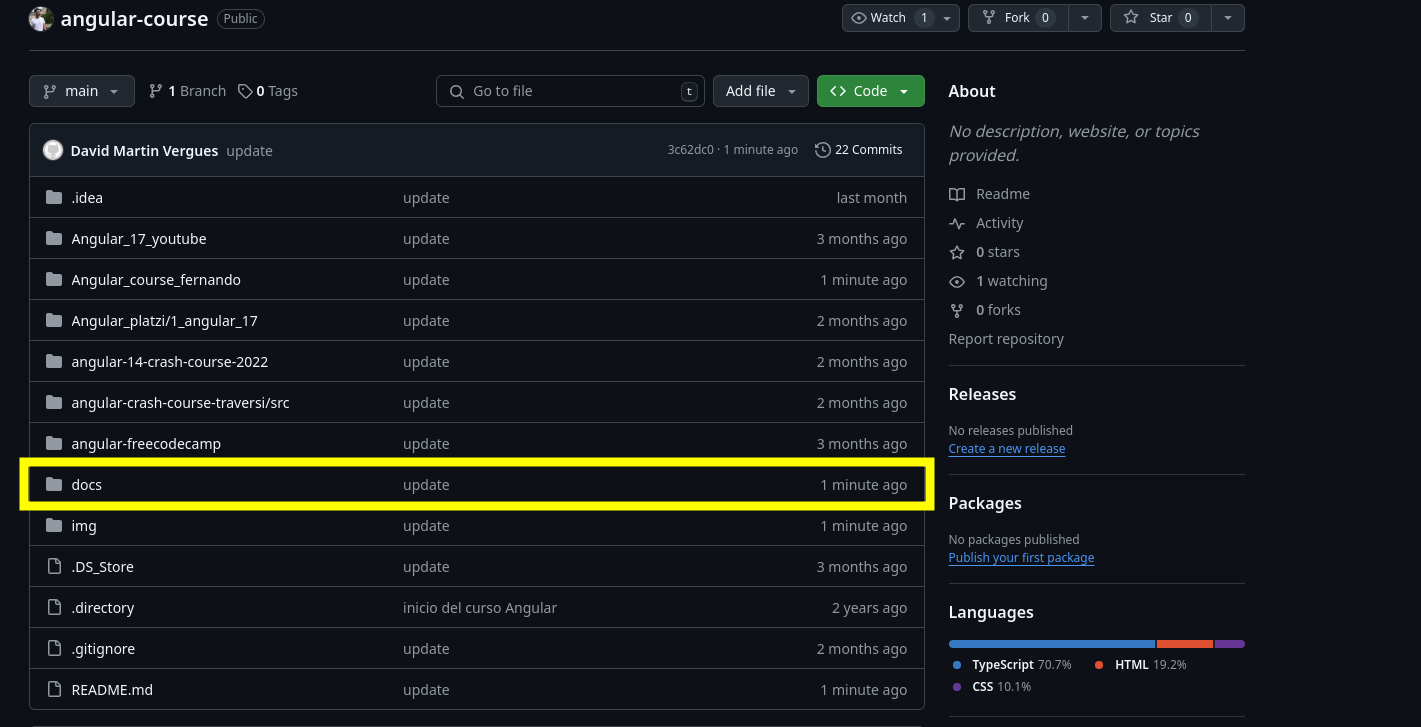 angular-course Public
Watch 1 Fork 0 Star 0
main 1 Branch 0 Tags Go to file t Add file Code
David Martin Vergues update 3c62dc0 · 1 minute ago 22 Commits
.idea update last month
Angular_17_youtube update 3 months ago
Angular_course_fernando update 1 minute ago
Angular_platzi/1_angular_17 update 2 months ago
angular-14-crash-course-2022 update 2 months ago
angular-crash-course-traversi/src update 2 months ago
angular-freecodecamp update 3 months ago
docs update 1 minute ago
img update 1 minute ago
.DS_Store update 3 months ago
.directory inicio del curso Angular 2 years ago
.gitignore update 2 months ago
README.md update 1 minute ago
About
No description, website, or topics
provided.
Readme
Activity
0 stars
1 watching
0 forks
Report repository
Releases
No releases published
Create a new release
Packages
No packages published
Publish your first package
Languages
TypeScript 70.7% HTML 19.2%
CSS 10.1%